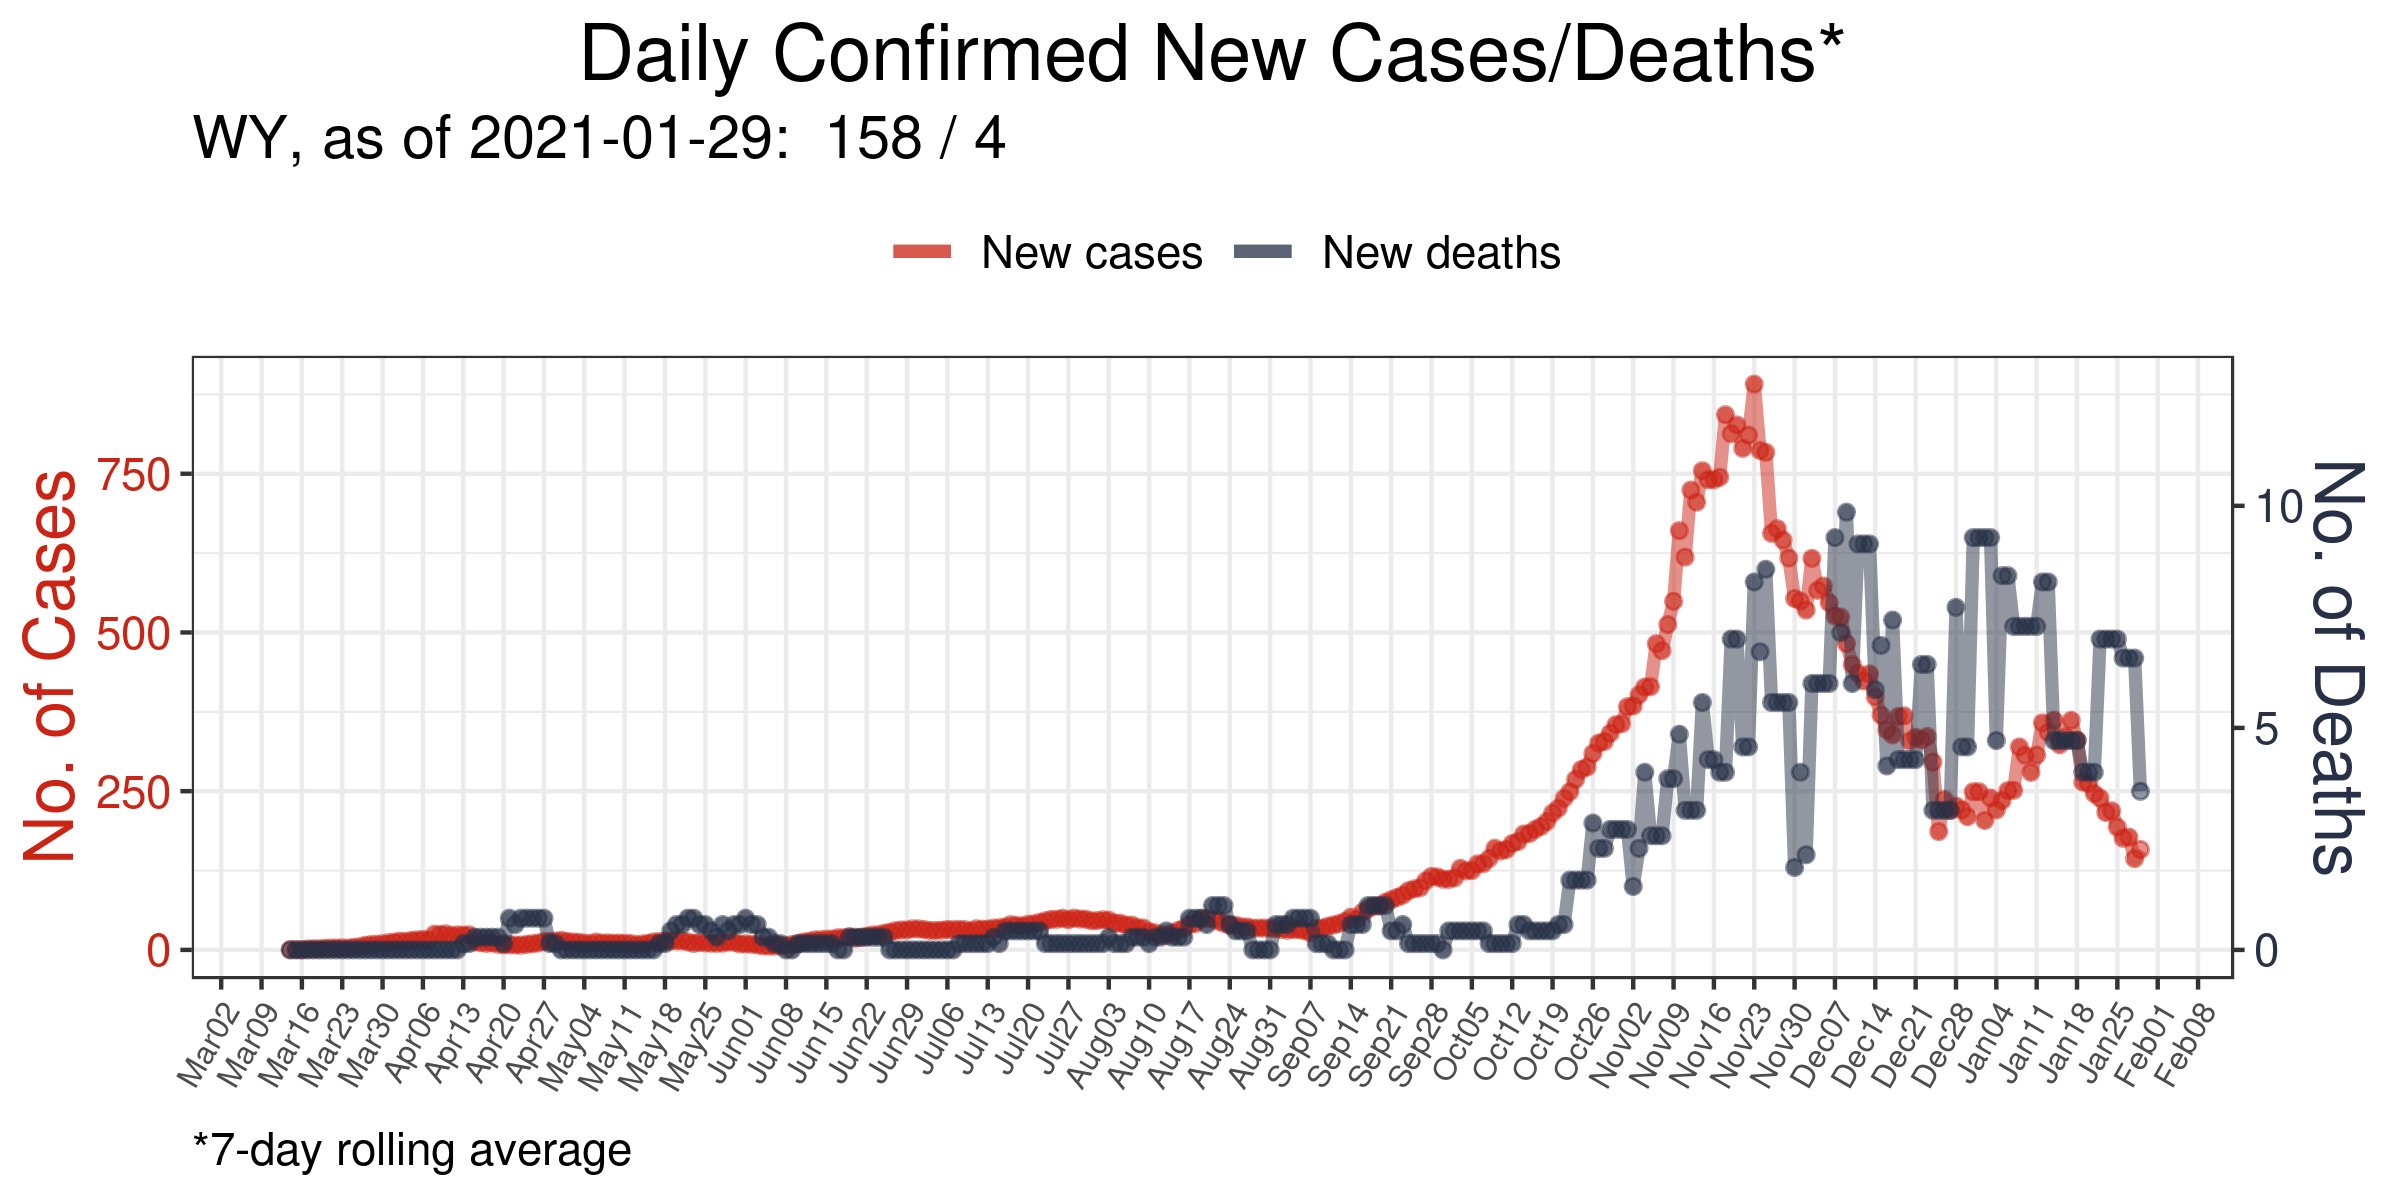 Daily Confirmed New Cases/Deaths*
WY, as of 2021-01-29:  158 / 4
New cases New deaths
No. of Cases
750
500
250
0
No. of Deaths
10
5
0
Mar02 Mar09 Mar16 Mar23 Mar30 Apr06 Apr13 Apr20 Apr27 May04 May11 May18 May25 Jun01 Jun08 Jun15 Jun22 Jun29 Jul06 Jul13 Jul20 Jul27 Aug03 Aug10 Aug17 Aug24 Aug31 Sep07 Sep14 Sep21 Sep28 Oct05 Oct12 Oct19 Oct26 Nov02 Nov09 Nov16 Nov23 Nov30 Dec07 Dec14 Dec21 Dec28 Jan04 Jan11 Jan18 Jan25 Feb01 Feb08
*7-day rolling average